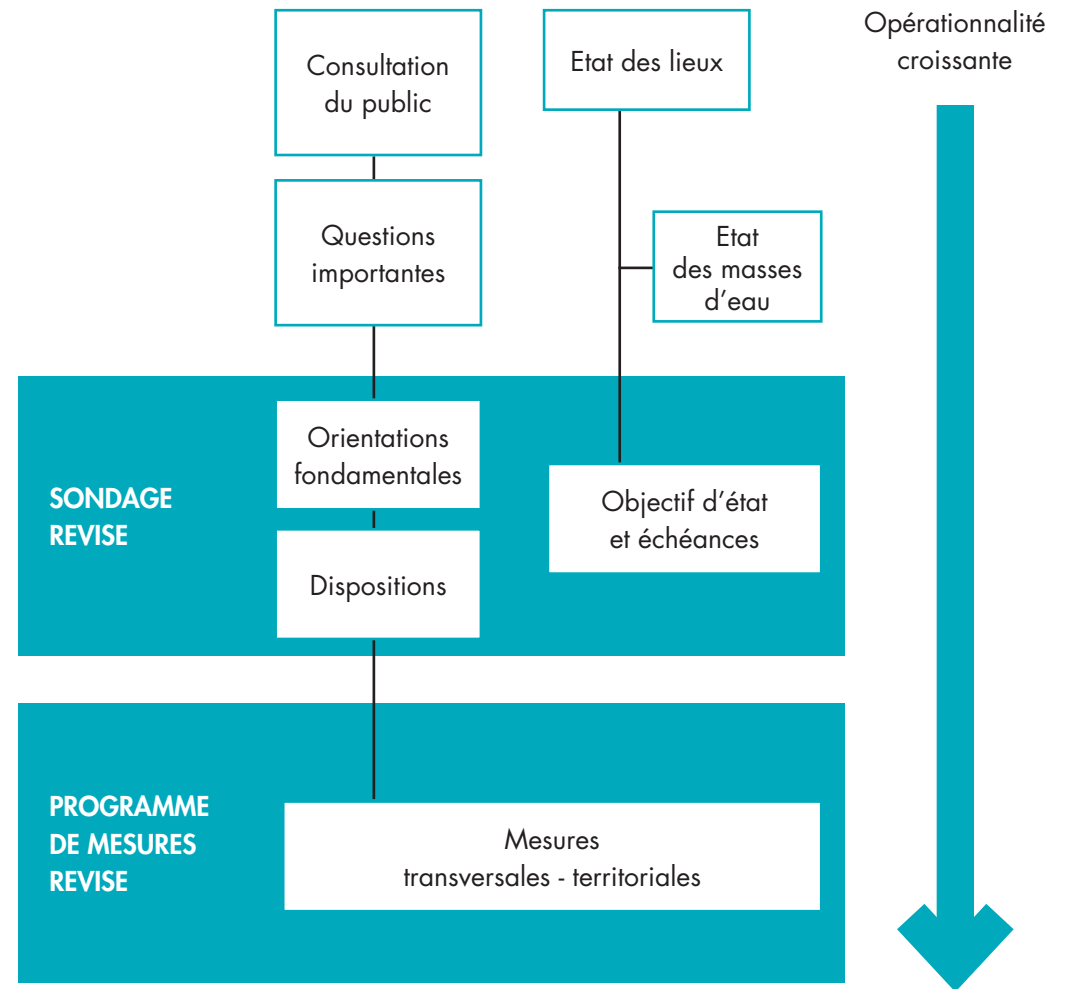 Consultation
du public
Etat des lieux
Opérationnalité
croissante
Questions
importantes
Etat
des masses
d'eau
SONDAGE
REVISE
Orientations
fondamentales
Dispositions
Objectif d'état
et échéances
PROGRAMME
DE MESURES
REVISE
Mesures
transversales - territoriales